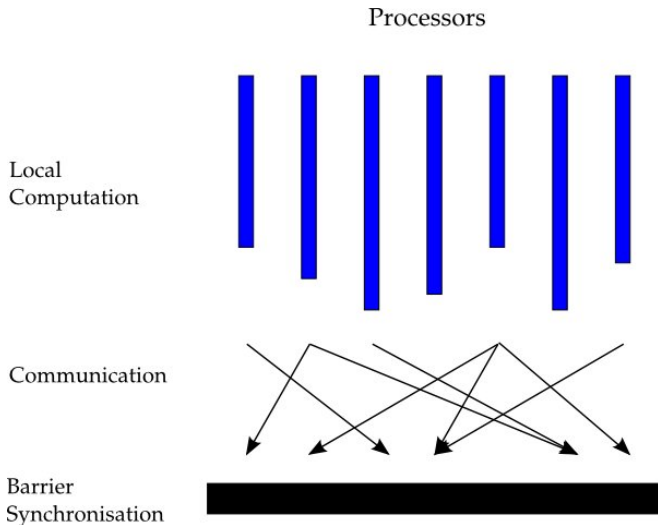 Processors
Local
Computation
Communication
Barrier
Synchronisation